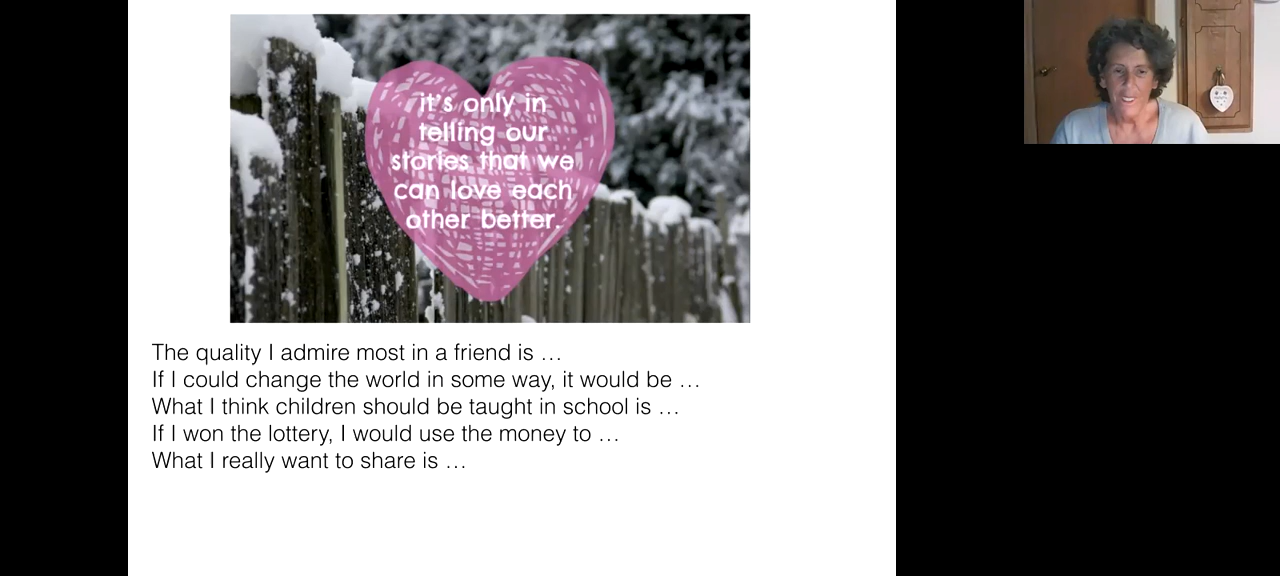 it's only in
telling our
stories that we
can love each
other better.
The quality I admire most in a friend is …
If I could change the world in some way, it would be …
What I think children should be taught in school is …
If I won the lottery, I would use the money to …
What I really want to share is …